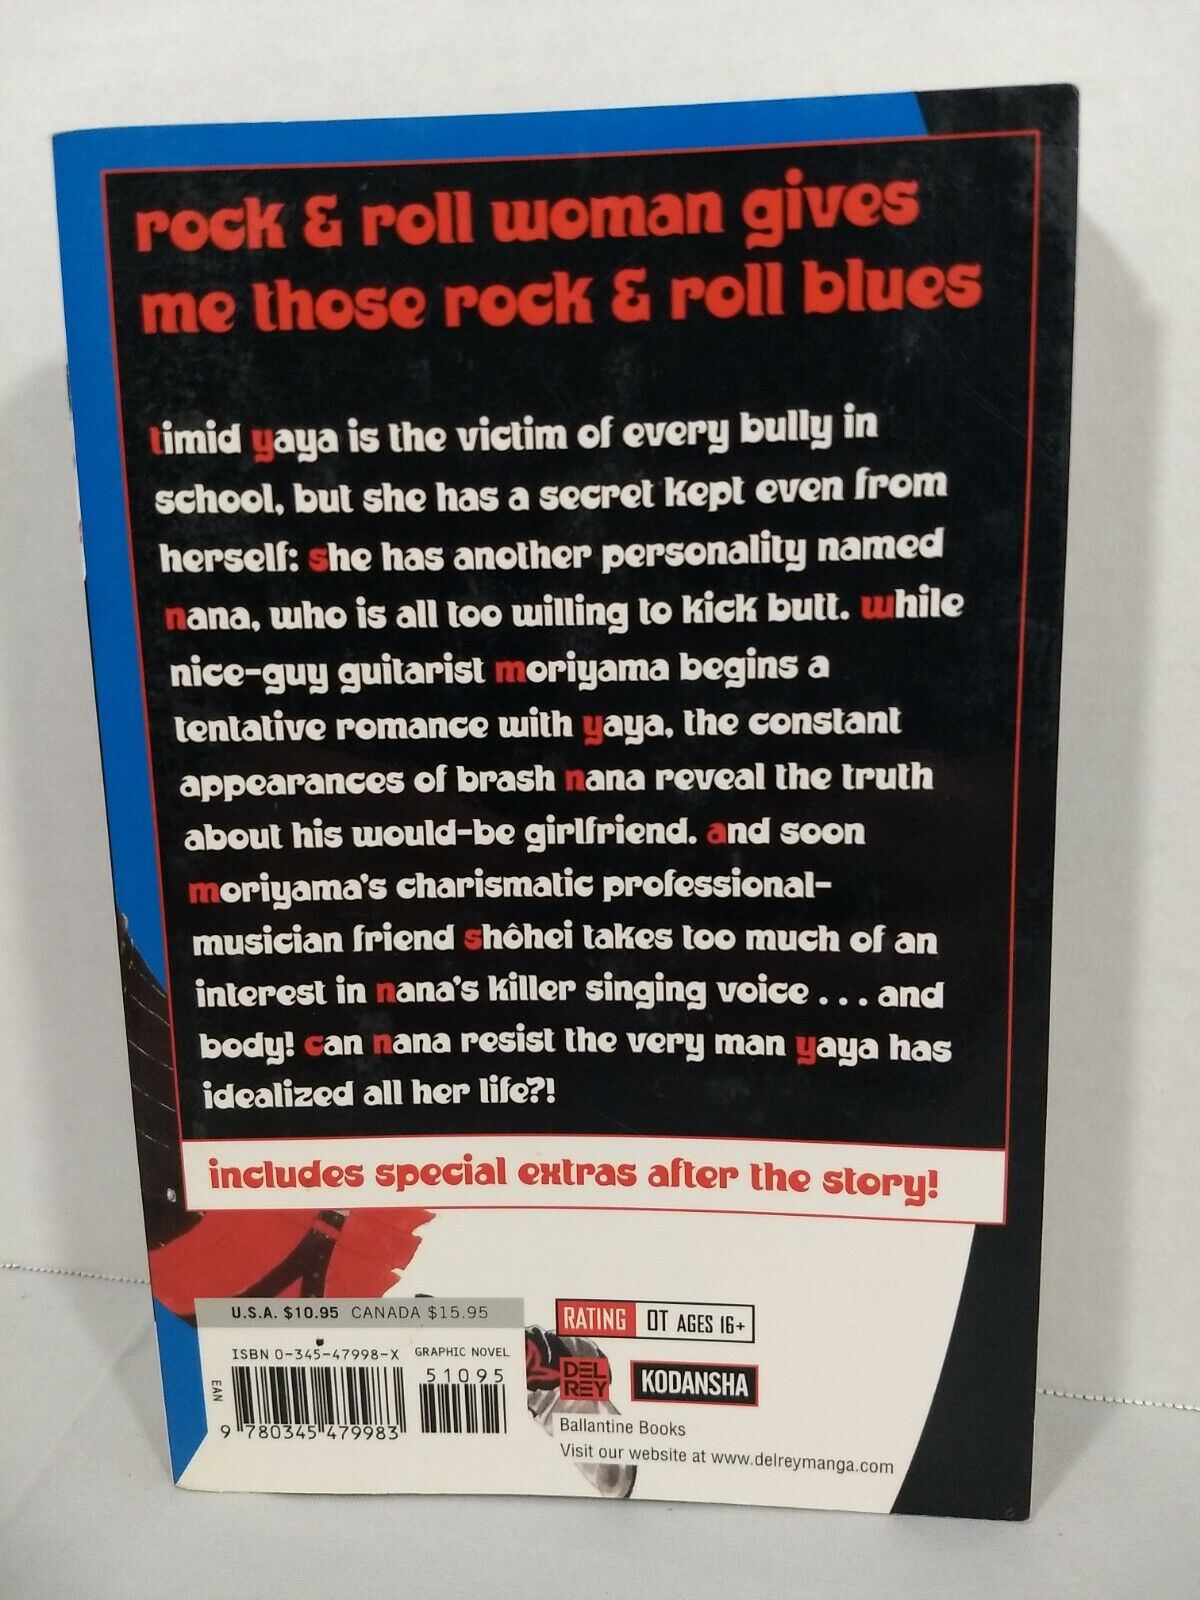 rock & roll woman gives
me those rock & roll blues
timid yaya is the victim of every bully in
school, but she has a secret kept even from
herself: she has another personality named
nana, who is all too willing to kick butt. while
nice-guy guitarist moriyama begins a
tentative romance with yaya, the constant
appearances of brash nana reveal the truth
about his would-be girlfriend. and soon
moriyama's charismatic professional-
musician friend shôhei takes too much of an
interest in nana's killer singing voice . . . and
body! can nana resist the very man yaya has
idealized all her life?!
includes special extras after the story!
U.S.A. $10.95 CANADA $15.95
ISBN 0-345-47998-X GRAPHIC NOVEL
51095
EAN
9 780345 479983
RATING OT AGES 16+
DEL
REY
KODANSHA
Ballantine Books
Visit our website at www.delreymanga.com